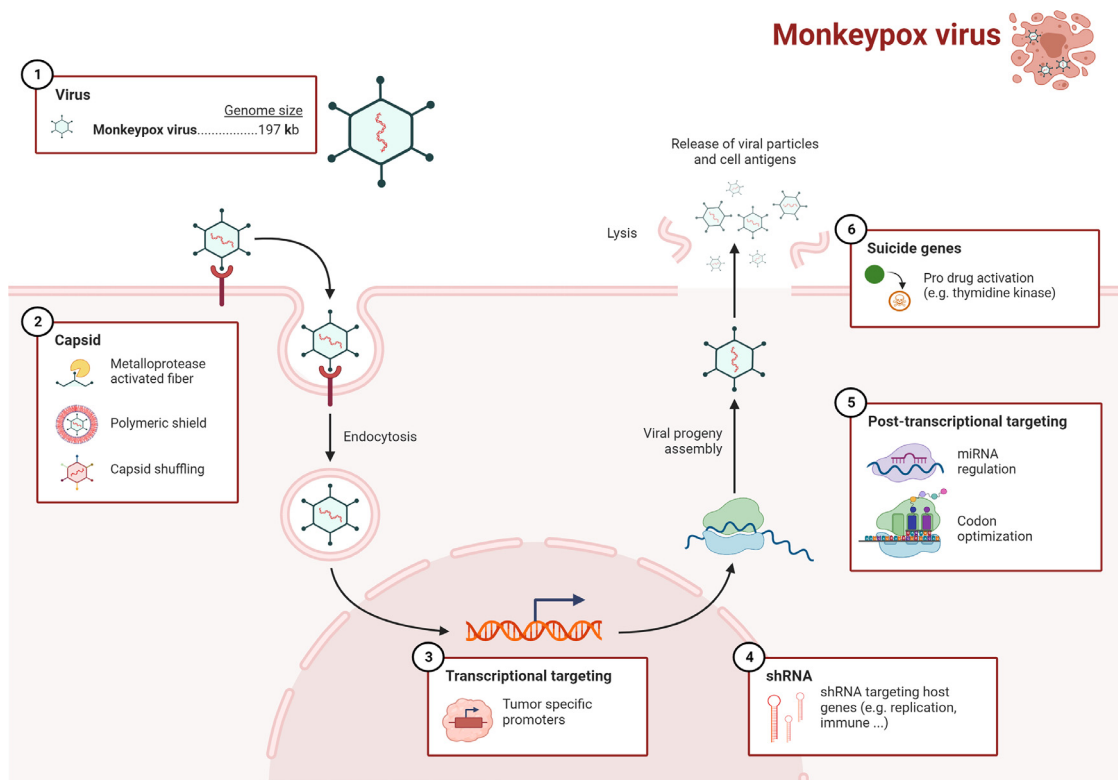 Monkeypox virus
1
Virus
Genome size
Monkeypox virus.................197 kb
Release of viral particles
and cell antigens
Lysis
6
Suicide genes
Pro drug activation
(e.g. thymidine kinase)
2
Capsid
Metalloprotease
activated fiber
Polymeric shield
Capsid shuffling
Endocytosis
Viral progeny
assembly
5
Post-transcriptional targeting
miRNA
regulation
Codon
optimization
3
Transcriptional targeting
Tumor specific
promoters
4
shRNA
shRNA targeting host
genes (e.g. replication,
immune ...)